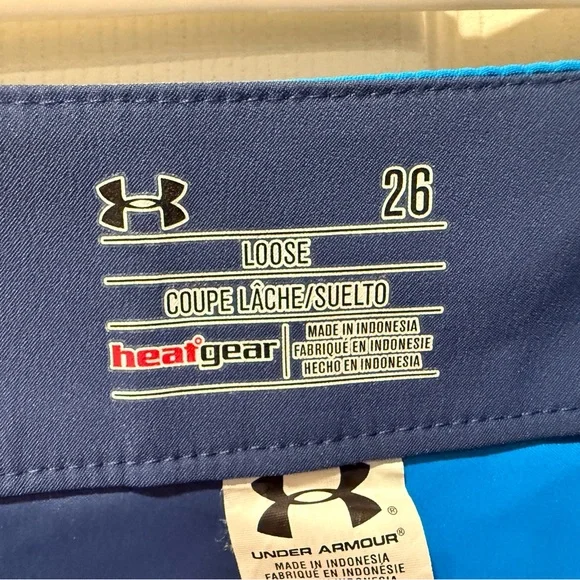 26
LOOSE
COUPE LÂCHE/SUELTO
heatgear
MADE IN INDONESIA
FABRIQUÉ EN INDONESIE
HECHO EN INDONESIA
®
UNDER ARMOUR®
MADE IN INDONESIA
FABRIQUÉ EN INDONESIE